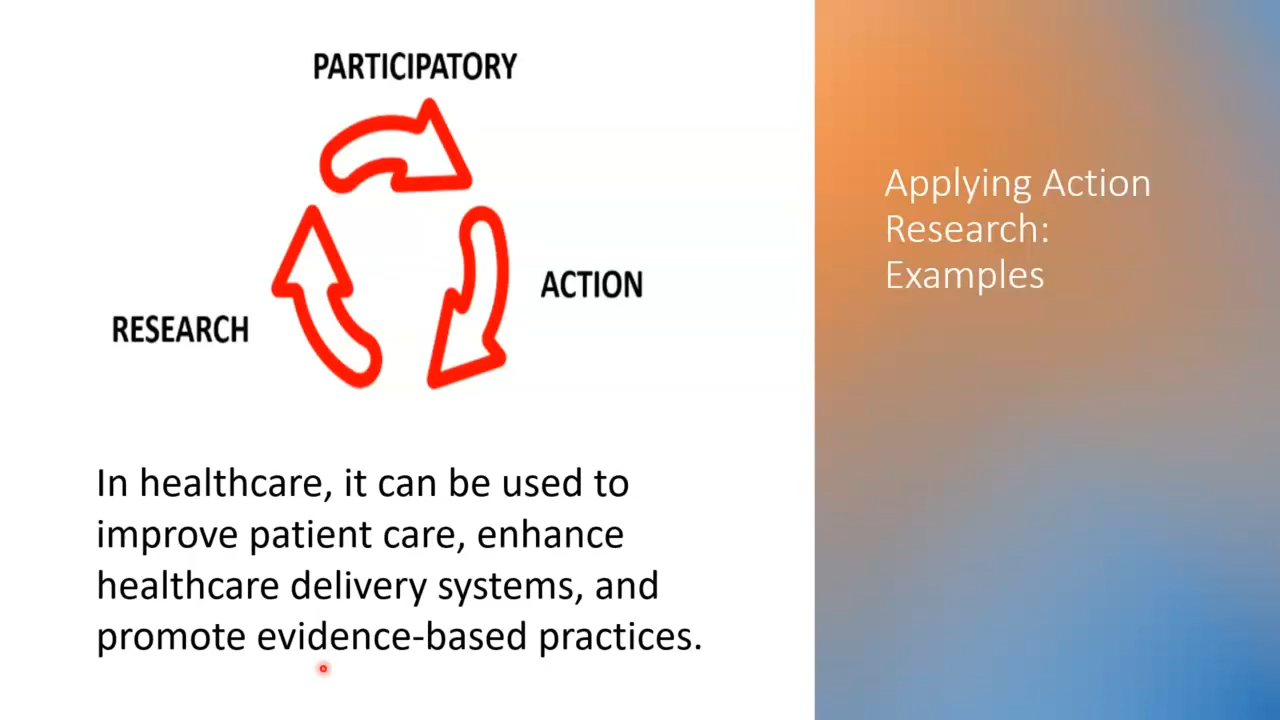 PARTICIPATORY
ACTION
RESEARCH
In healthcare, it can be used to
improve patient care, enhance
healthcare delivery systems, and
promote evidence-based practices.
Applying Action
Research:
Examples